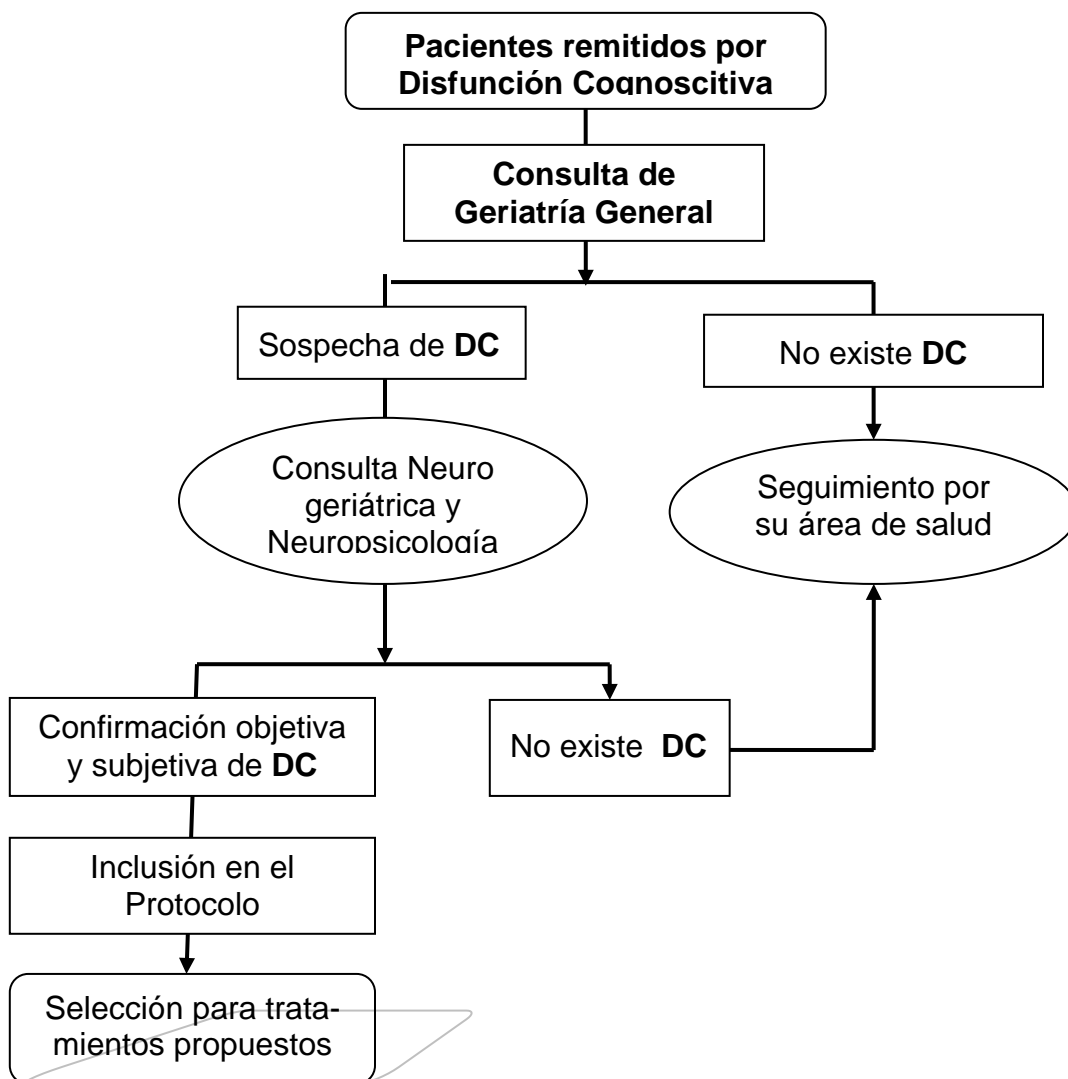 Pacientes remitidos por
Disfunción Cognoscitiva
Consulta de
Geriatría General
Sospecha de DC
No existe DC
Consulta Neuro
geriátrica y
Neuropsicología
Seguimiento por
su área de salud
Confirmación objetiva
y subjetiva de DC
No existe DC
Inclusión en el
Protocolo
Selección para trata-
mientos propuestos